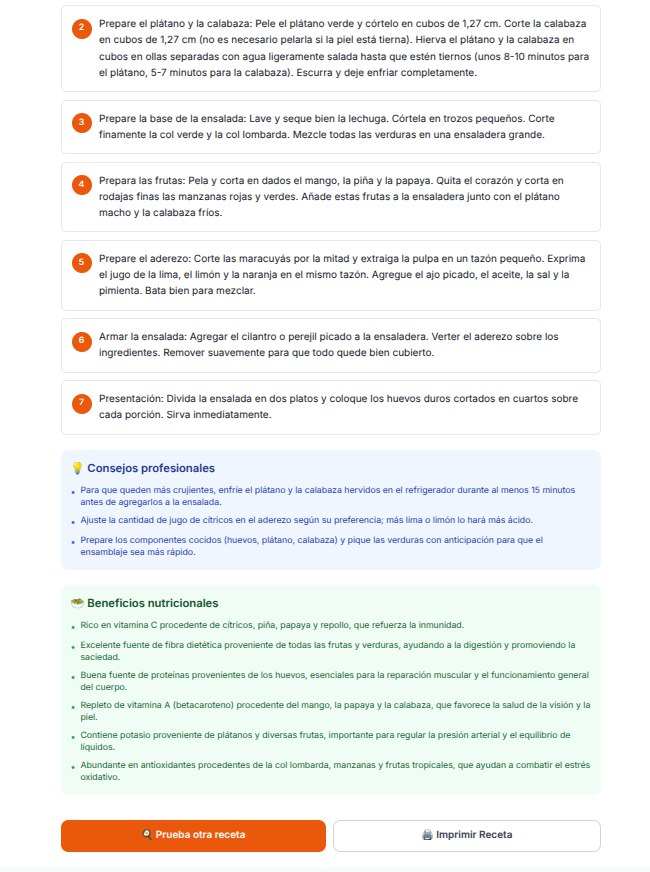 2
Prepare el plátano y la calabaza: Pele el plátano verde y córtelo en cubos de 1,27 cm. Corte la calabaza
en cubos de 1,27 cm (no es necesario pelarla si la piel está tierna). Hierva el plátano y la calabaza en
cubos en ollas separadas con agua ligeramente salada hasta que estén tiernos (unos 8-10 minutos para
el plátano, 5-7 minutos para la calabaza). Escurra y deje enfriar completamente.
3
Prepare la base de la ensalada: Lave y seque bien la lechuga. Córtela en trozos pequeños. Corte
finamente la col verde y la col lombarda. Mezcle todas las verduras en una ensaladera grande.
4
Prepara las frutas: Pela y corta en dados el mango, la piña y la papaya. Quita el corazón y corta en
rodajas finas las manzanas rojas y verdes. Añade estas frutas a la ensaladera junto con el plátano
macho y la calabaza fríos.
5
Prepare el aderezo: Corte las maracuyás por la mitad y extraiga la pulpa en un tazón pequeño. Exprima
el jugo de la lima, el limón y la naranja en el mismo tazón. Agregue el ajo picado, el aceite, la sal y la
pimienta. Bata bien para mezclar.
6
Armar la ensalada: Agregar el cilantro o perejil picado a la ensaladera. Verter el aderezo sobre los
ingredientes. Remover suavemente para que todo quede bien cubierto.
7
Presentación: Divida la ensalada en dos platos y coloque los huevos duros cortados en cuartos sobre
cada porción. Sirva inmediatamente.
💡 Consejos profesionales
• Para que queden más crujientes, enfríe el plátano y la calabaza hervidos en el refrigerador durante al menos 15 minutos
antes de agregarlos a la ensalada.
• Ajuste la cantidad de jugo de cítricos en el aderezo según su preferencia; más lima o limón lo hará más ácido.
• Prepare los componentes cocidos (huevos, plátano, calabaza) y pique las verduras con anticipación para que el
ensamblaje sea más rápido.
🥗 Beneficios nutricionales
• Rico en vitamina C procedente de cítricos, piña, papaya y repollo, que refuerza la inmunidad.
• Excelente fuente de fibra dietética proveniente de todas las frutas y verduras, ayudando a la digestión y promoviendo la
saciedad.
• Buena fuente de proteínas provenientes de los huevos, esenciales para la reparación muscular y el funcionamiento general
del cuerpo.
• Repleto de vitamina A (betacaroteno) procedente del mango, la papaya y la calabaza, que favorece la salud de la visión y la
piel.
• Contiene potasio proveniente de plátanos y diversas frutas, importante para regular la presión arterial y el equilibrio de
líquidos.
• Abundante en antioxidantes procedentes de la col lombarda, manzanas y frutas tropicales, que ayudan a combatir el estrés
oxidativo.
🍳 Prueba otra receta
🖨️ Imprimir Receta